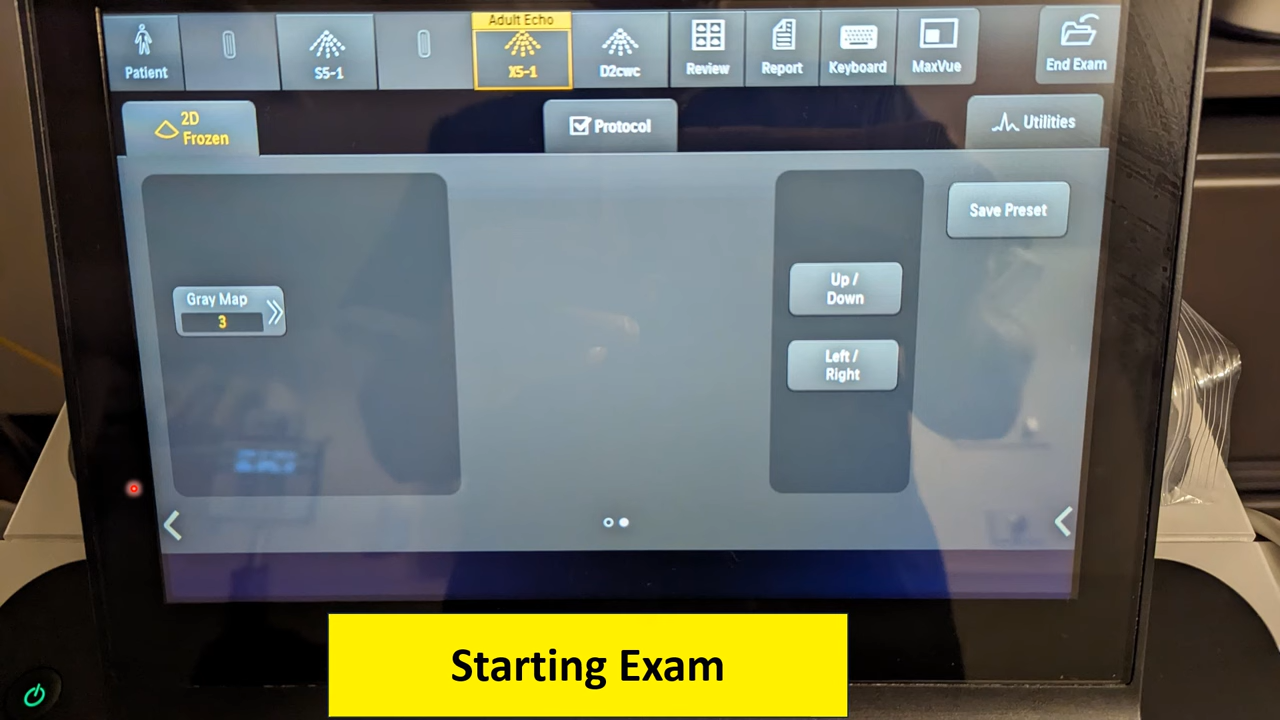 Adult Echo
Patient
S5-1
X5-1
D2cwc
Review
Report
Keyboard
MaxVue
End Exam
2D
Frozen
Protocol
Utilities
Save Preset
Gray Map
3
Up /
Down
Left /
Right
Starting Exam